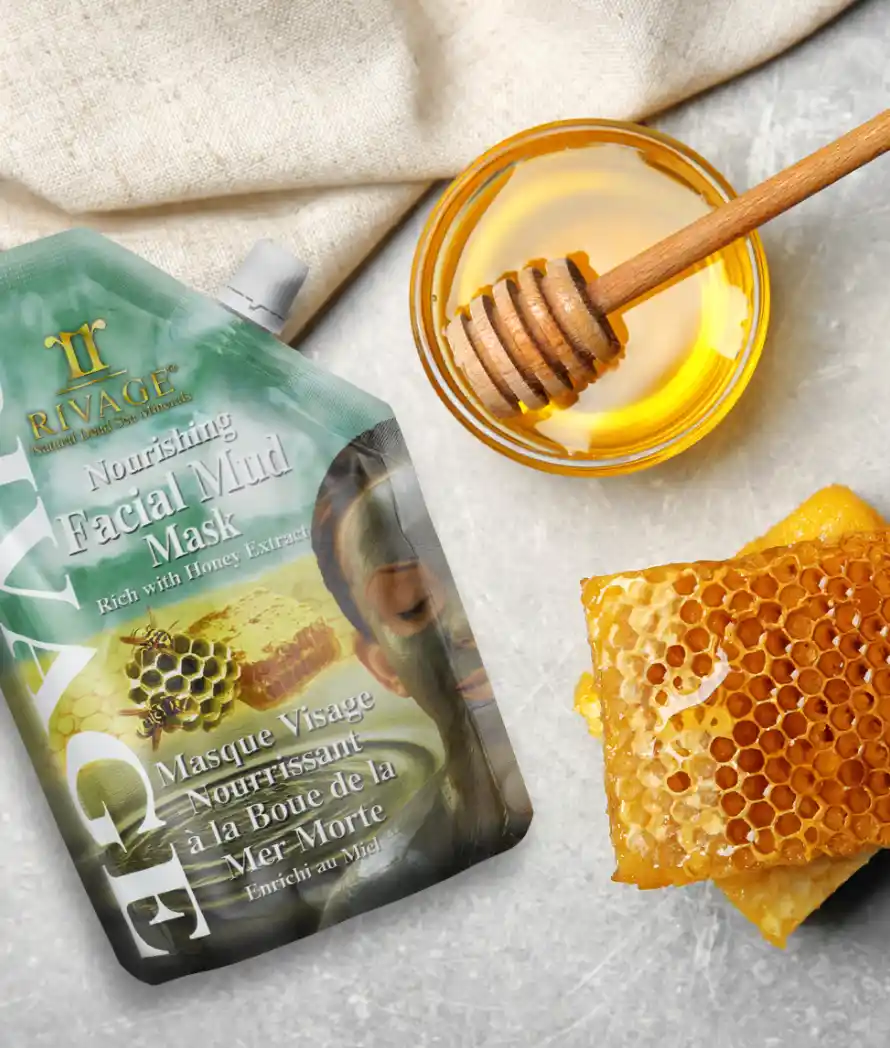 RIVAGE
Natural Dead Sea Minerals
Nourishing
Facial Mud
Mask
Rich with Honey Extract
Masque Visage
Nourrissant
à la Boue de la
Mer Morte
Enrichi au Miel
VAGE